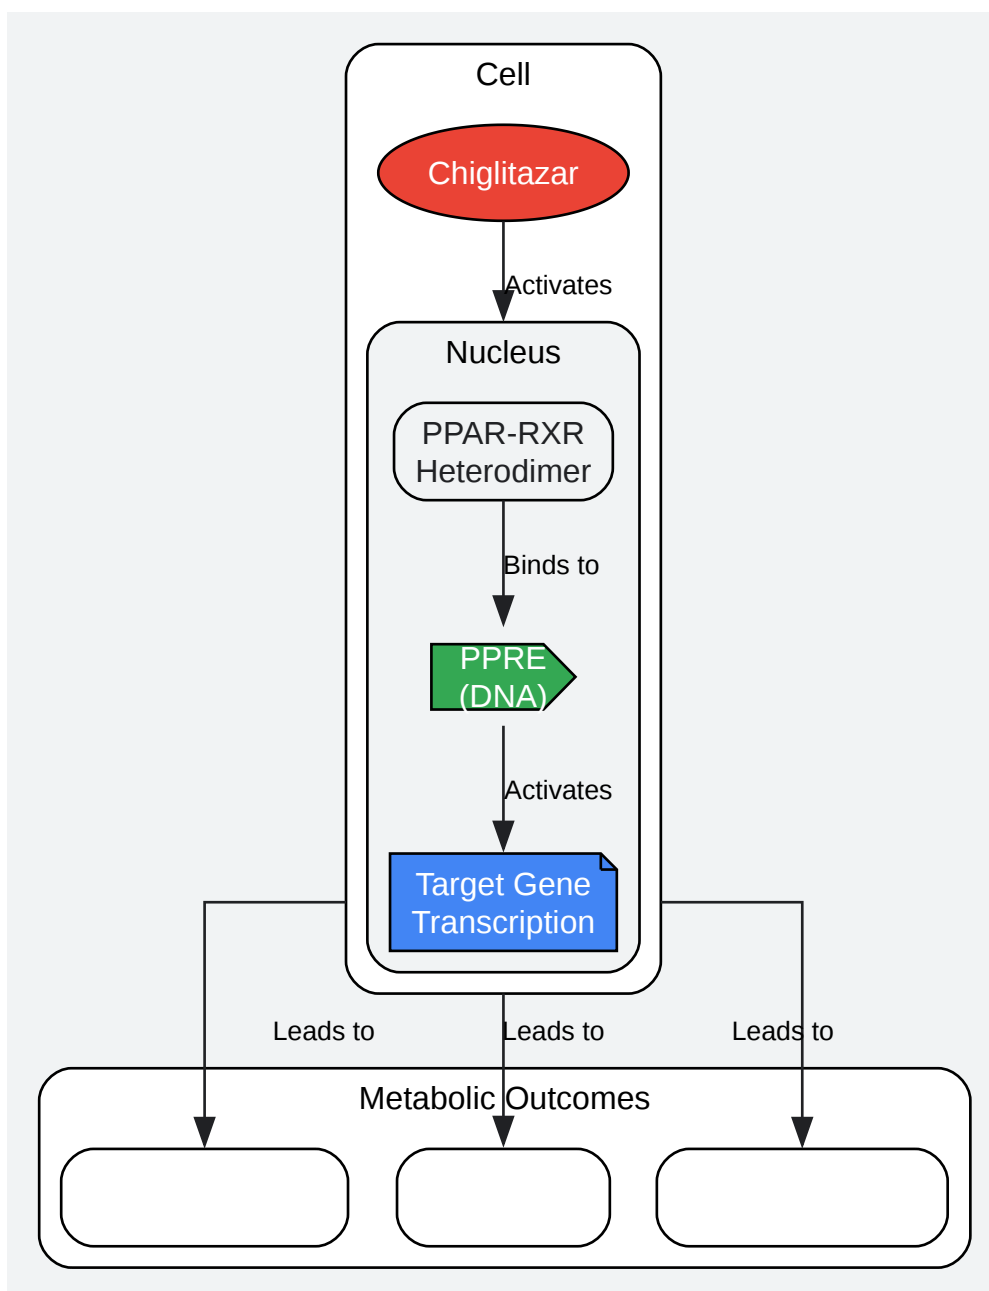 Cell
Chiglitazar
Activates
Nucleus
PPAR-RXR
Heterodimer
Binds to
PPRE
(DNA)
Activates
Target Gene
Transcription
Leads to
Leads to
Leads to
Metabolic Outcomes